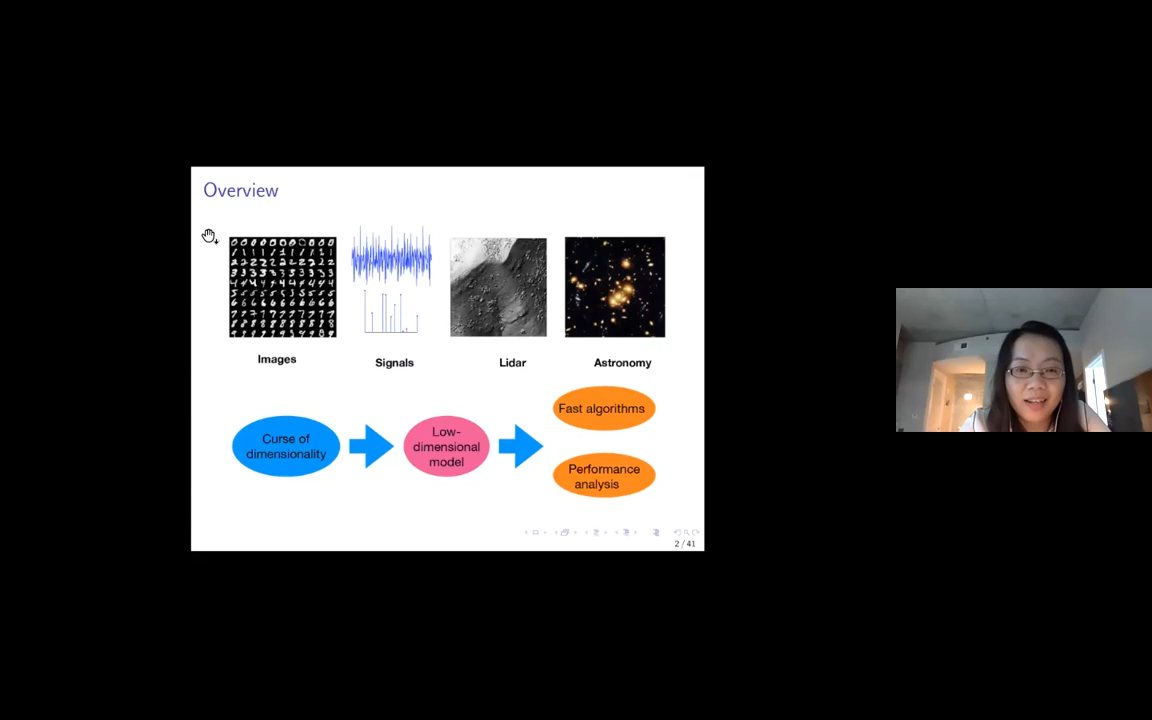 Overview
Images
Signals
Lidar
Astronomy
Curse of
dimensionality
Low-
dimensional
model
Fast algorithms
Performance
analysis
2 / 41